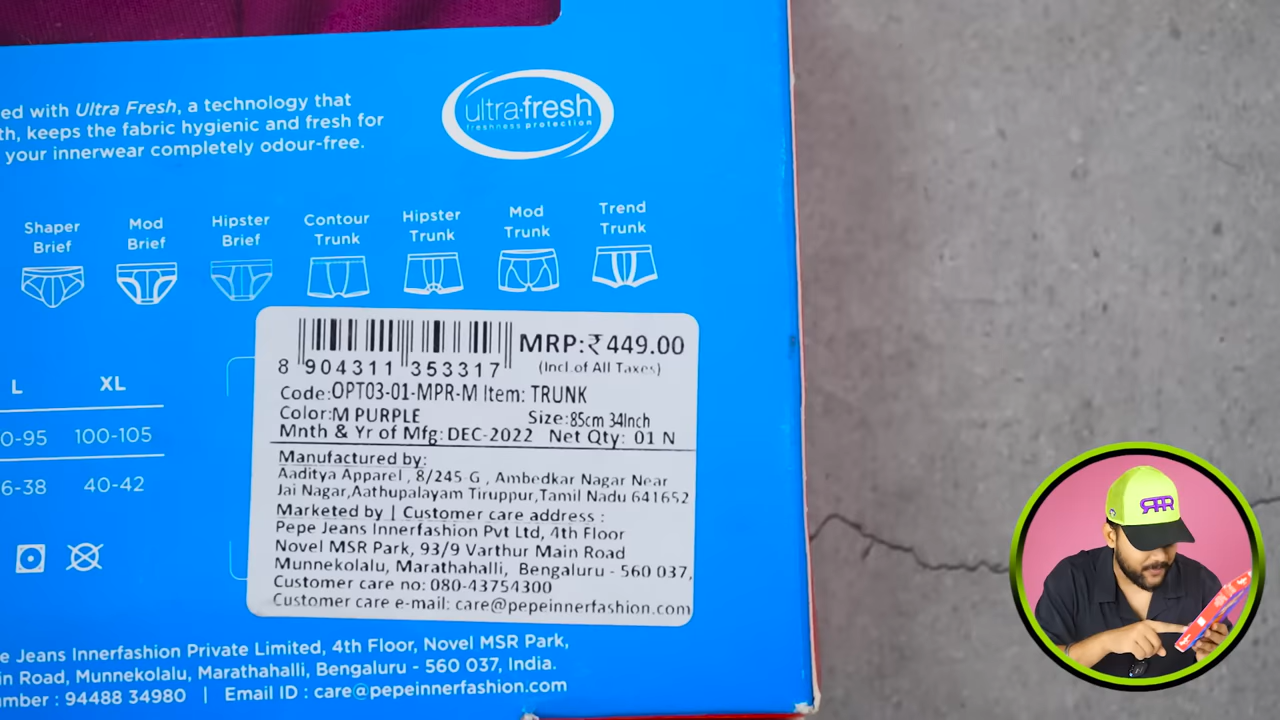 ed with Ultra Fresh, a technology that
th, keeps the fabric hygienic and fresh for
your innerwear completely odour-free.
ultra-fresh
freshness protection
Shaper Brief
Mod Brief
Hipster Brief
Contour Trunk
Hipster Trunk
Mod Trunk
Trend Trunk
L XL
0-95 100-105
6-38 40-42
8 904311 353317
MRP:₹449.00
(Incl.of All Taxes)
Code:OPT03-01-MPR-M Item: TRUNK
Color:M PURPLE Size:85cm 34Inch
Mnth & Yr of Mfg:DEC-2022 Net Qty: 01 N
Manufactured by:
Aaditya Apparel , 8/245-G , Ambedkar Nagar Near
Jai Nagar,Aathupalayam Tiruppur,Tamil Nadu 641652
Marketed by | Customer care address :
Pepe Jeans Innerfashion Pvt Ltd, 4th Floor
Novel MSR Park, 93/9 Varthur Main Road
Munnekolalu, Marathahalli, Bengaluru - 560 037,
Customer care no: 080-43754300
Customer care e-mail: care@pepeinnerfashion.com
e Jeans Innerfashion Private Limited, 4th Floor, Novel MSR Park,
in Road, Munnekolalu, Marathahalli, Bengaluru - 560 037, India.
mber : 94488 34980 | Email ID : care@pepeinnerfashion.com